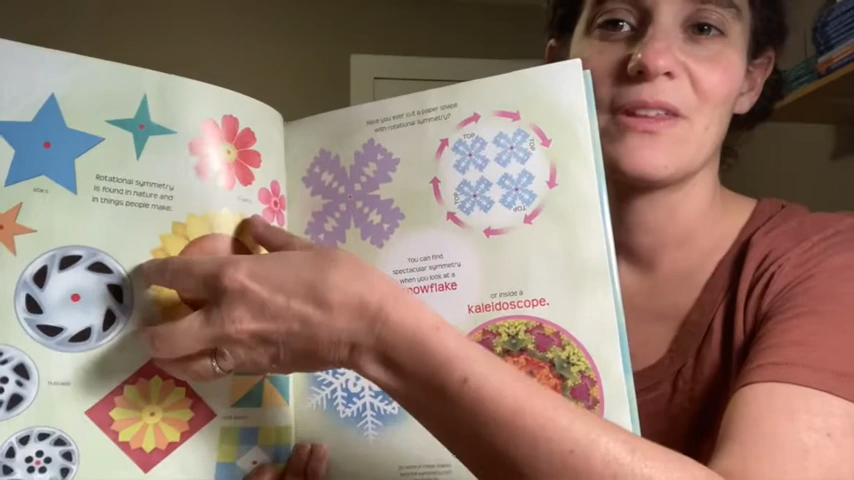 Rotational symmetry
is found in nature and
in things people make.
Have you ever cut a paper shape
with rotational symmetry?
TOP
TOP
TOP
TOP
You can find
spectacular symmetry
when you look at a
nowflake
or inside a
kaleidoscope.